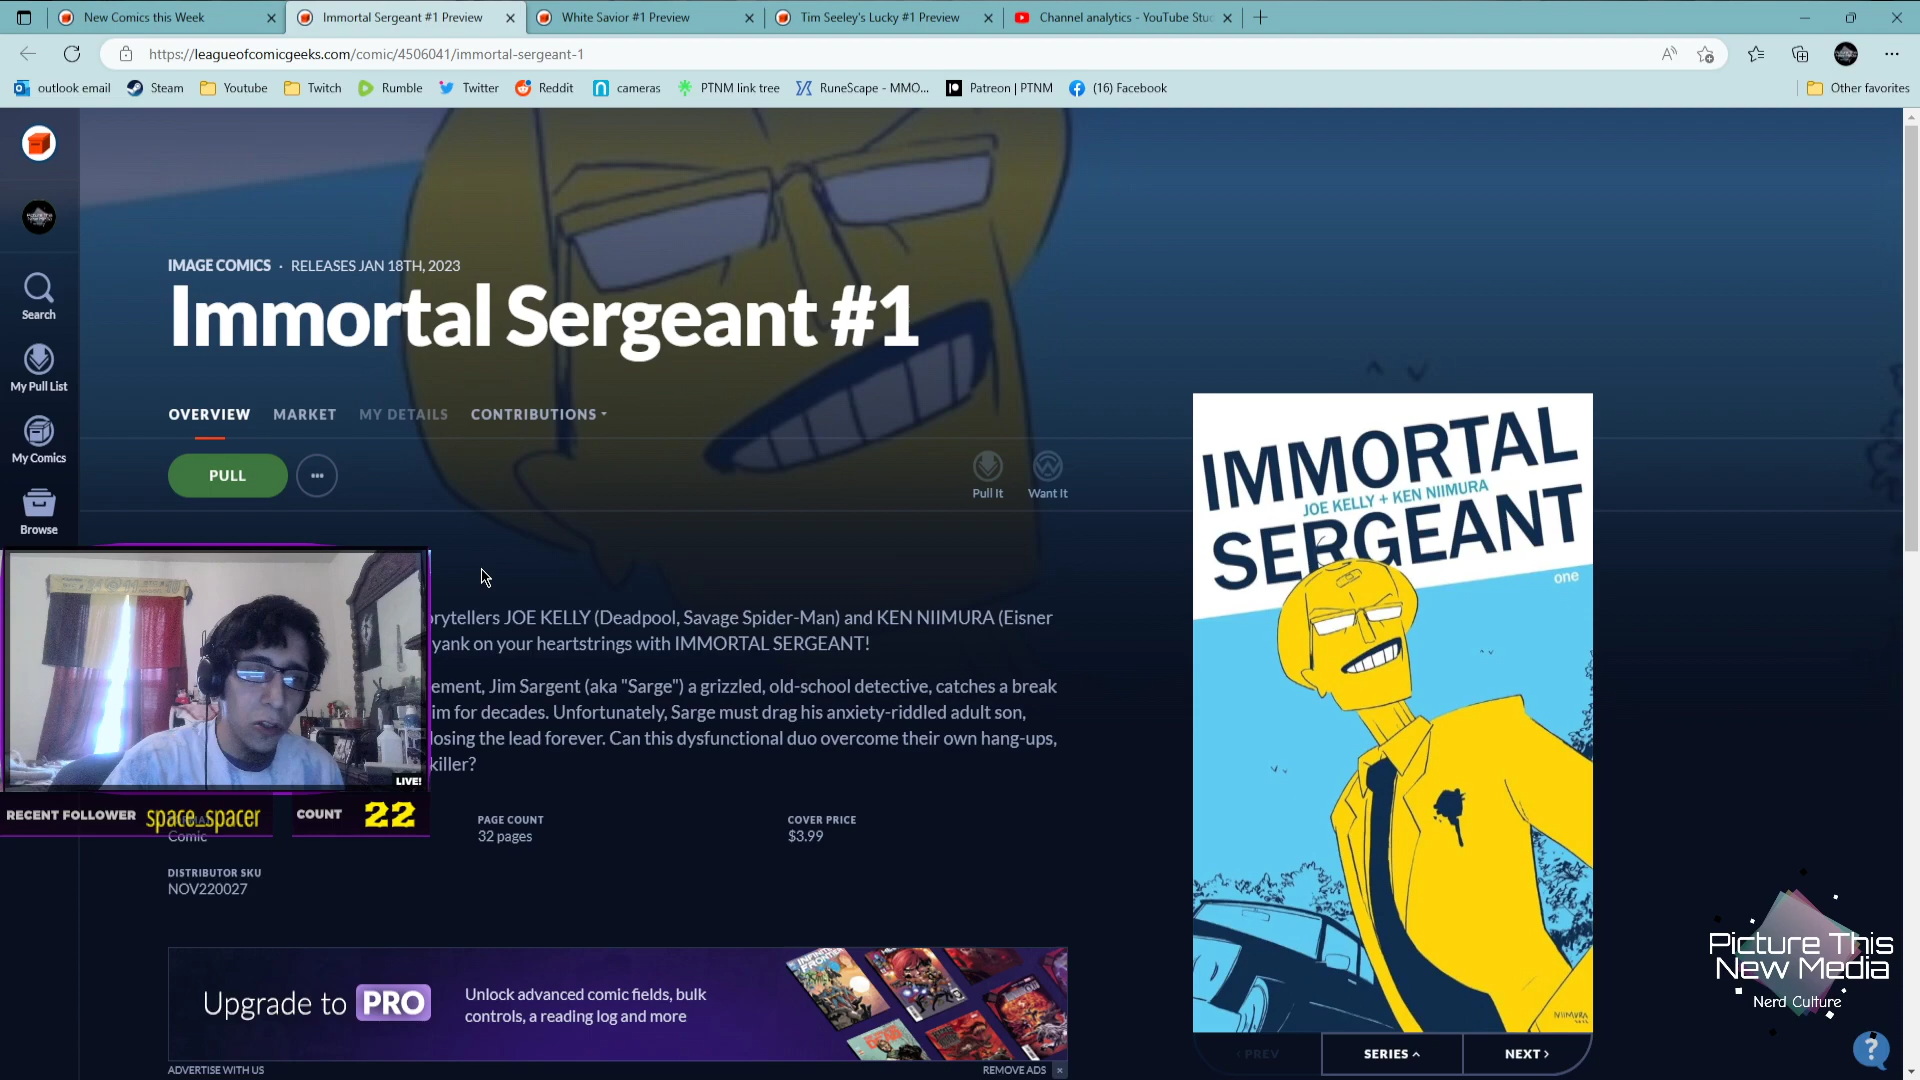 New Comics this Week
Immortal Sergeant #1 Preview
White Savior #1 Preview
Tim Seeley's Lucky #1 Preview
Channel analytics - YouTube Stu
https://leagueofcomicgeeks.com/comic/4506041/immortal-sergeant-1
outlook email
Steam
Youtube
Twitch
Rumble
Twitter
Reddit
cameras
PTNM link tree
RuneScape - MMO...
Patreon | PTNM
(16) Facebook
Other favorites
Search
My Pull List
My Comics
Browse
IMAGE COMICS · RELEASES JAN 18TH, 2023
Immortal Sergeant #1
OVERVIEW MARKET MY DETAILS CONTRIBUTIONS
PULL
Pull It
Want It
rytellers JOE KELLY (Deadpool, Savage Spider-Man) and KEN NIIMURA (Eisner
yank on your heartstrings with IMMORTAL SERGEANT!
ement, Jim Sargent (aka "Sarge") a grizzled, old-school detective, catches a break
im for decades. Unfortunately, Sarge must drag his anxiety-riddled adult son,
losing the lead forever. Can this dysfunctional duo overcome their own hang-ups,
killer?
LIVE!
RECENT FOLLOWER space_spacer
COUNT 22
Comic
PAGE COUNT
32 pages
COVER PRICE
$3.99
DISTRIBUTOR SKU
NOV220027
Upgrade to PRO
Unlock advanced comic fields, bulk
controls, a reading log and more
INFINITE
FRONTIER
ADVERTISE WITH US
REMOVE ADS ×
IMMORTAL
JOE KELLY + KEN NIIMURA
SERGEANT
one
NIIMURA
‹ PREV
SERIES
NEXT ›
Picture This
New Media
Nerd Culture
?